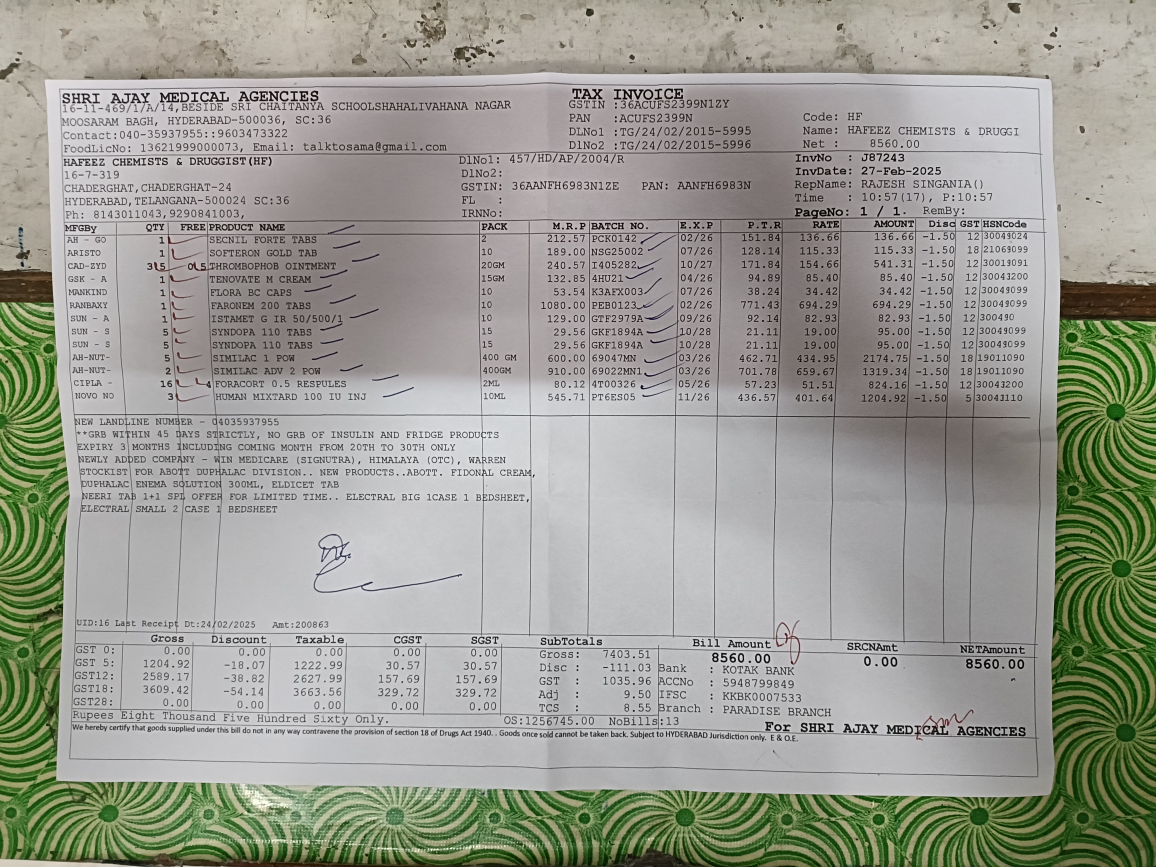 SHRI AJAY MEDICAL AGENCIES
16-11-469/1/A/14,BESIDE SRI CHAITANYA SCHOOLSHAHALIVAHANA NAGAR
MOOSARAM BAGH, HYDERABAD-500036, SC:36
Contact:040-35937955::9603473322
FoodLicNo: 13621999000073, Email: talktosama@gmail.com
TAX INVOICE
GSTIN :36ACUFS2399N1ZY
PAN :ACUFS2399N
DLNo1 :TG/24/02/2015-5995
DLNo2 :TG/24/02/2015-5996
Code: HF
Name: HAFEEZ CHEMISTS & DRUGGI
Net : 8560.00
HAFEEZ CHEMISTS & DRUGGIST(HF)
16-7-319
CHADERGHAT,CHADERGHAT-24
HYDERABAD,TELANGANA-500024 SC:36
Ph: 8143011043,9290841003,
DlNo1: 457/HD/AP/2004/R
DlNo2:
GSTIN: 36AANFH6983N1ZE PAN: AANFH6983N
FL :
IRNNo:
InvNo : J87243
InvDate: 27-Feb-2025
RepName: RAJESH SINGANIA()
Time : 10:57(17), P:10:57
PageNo: 1 / 1. RemBy:
MFGBy QTY FREE PRODUCT NAME PACK M.R.P BATCH NO. E.X.P P.T.R RATE AMOUNT Disc GST HSNCode
AH - GO 1 SECNIL FORTE TABS 2 212.57 PCK0142 02/26 151.84 136.66 136.66 -1.50 12 30049024
ARISTO 1 SOFTERON GOLD TAB 10 189.00 NSG25002 07/26 128.14 115.33 115.33 -1.50 18 21069099
CAD-ZYD 3.5 0.5 THROMBOPHOB OINTMENT 20GM 240.57 I405282 10/27 171.84 154.66 541.31 -1.50 12 30019091
GSK - A 1 TENOVATE M CREAM 15GM 132.85 4HU21 04/26 94.89 85.40 85.40 -1.50 12 30043200
MANKIND 1 FLORA BC CAPS 10 53.54 K3AFX003 07/26 38.24 34.42 34.42 -1.50 12 30049099
RANBAXY 1 FARONEM 200 TABS 10 1080.00 PEB0123 02/26 771.43 694.29 694.29 -1.50 12 30049099
SUN - A 1 ISTAMET G IR 50/500/1 10 129.00 GTF2979A 09/26 92.14 82.93 82.93 -1.50 12 300490
SUN - S 5 SYNDOPA 110 TABS 15 29.56 GKF1894A 10/28 21.11 19.00 95.00 -1.50 12 30049099
SUN - S 5 SYNDOPA 110 TABS 15 29.56 GKF1894A 10/28 21.11 19.00 95.00 -1.50 12 30049099
AH-NUT- 5 SIMILAC 1 POW 400 GM 600.00 69047MN 03/26 462.71 434.95 2174.75 -1.50 18 19011090
AH-NUT- 2 SIMILAC ADV 2 POW 400GM 910.00 69022MN1 03/26 701.78 659.67 1319.34 -1.50 18 19011090
CIPLA - 16 4 FORACORT 0.5 RESPULES 2ML 80.12 4T00326 05/26 57.23 51.51 824.16 -1.50 12 30043200
NOVO NO 3 HUMAN MIXTARD 100 IU INJ 10ML 545.71 PT6ES05 11/26 436.57 401.64 1204.92 -1.50 5 30043110
NEW LANDLINE NUMBER - 04035937955
**GRB WITHIN 45 DAYS STRICTLY, NO GRB OF INSULIN AND FRIDGE PRODUCTS
EXPIRY 3 MONTHS INCLUDING COMING MONTH FROM 20TH TO 30TH ONLY
NEWLY ADDED COMPANY - WIN MEDICARE (SIGNUTRA), HIMALAYA (OTC), WARREN
STOCKIST FOR ABOTT DUPHALAC DIVISION.. NEW PRODUCTS..ABOTT. FIDONAL CREAM,
DUPHALAC ENEMA SOLUTION 300ML, ELDICET TAB
NEERI TAB 1+1 SPL OFFER FOR LIMITED TIME.. ELECTRAL BIG 1CASE 1 BEDSHEET,
ELECTRAL SMALL 2 CASE 1 BEDSHEET
UID:16 Last Receipt Dt:24/02/2025 Amt:200863
Gross Discount Taxable CGST SGST
GST 0: 0.00 0.00 0.00 0.00 0.00
GST 5: 1204.92 -18.07 1222.99 30.57 30.57
GST12: 2589.17 -38.82 2627.99 157.69 157.69
GST18: 3609.42 -54.14 3663.56 329.72 329.72
GST28: 0.00 0.00 0.00 0.00 0.00
SubTotals
Gross: 7403.51
Disc : -111.03
GST : 1035.96
Adj : 9.50
TCS : 8.55
Bill Amount
8560.00
SRCNAmt
0.00
NETAmount
8560.00
Bank : KOTAK BANK
ACCNo : 5948799849
IFSC : KKBK0007533
Branch : PARADISE BRANCH
Rupees Eight Thousand Five Hundred Sixty Only. OS:1256745.00 NoBills:13
For SHRI AJAY MEDICAL AGENCIES
We hereby certify that goods supplied under this bill do not in any way contravene the provision of section 18 of Drugs Act 1940. . Goods once sold cannot be taken back. Subject to HYDERABAD Jurisdiction only. E & O.E.